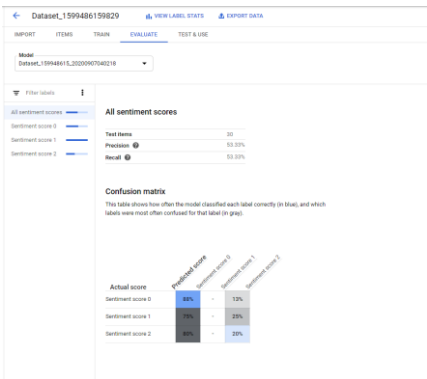 Dataset_1599486159829
VIEW LABEL STATS
EXPORT DATA
IMPORT ITEMS TRAIN EVALUATE TEST & USE
Model
Dataset_159948615_20200907040218
Filter labels
All sentiment scores
Sentiment score 0
Sentiment score 1
Sentiment score 2
All sentiment scores
Test items 30
Precision 53.33%
Recall 53.33%
Confusion matrix
This table shows how often the model classified each label correctly (in blue), and which
labels were most often confused for that label (in gray).
Predicted score
Sentiment score 0
Sentiment score 1
Sentiment score 2
Actual score
Sentiment score 0 88% - 13%
Sentiment score 1 75% - 25%
Sentiment score 2 80% - 20%